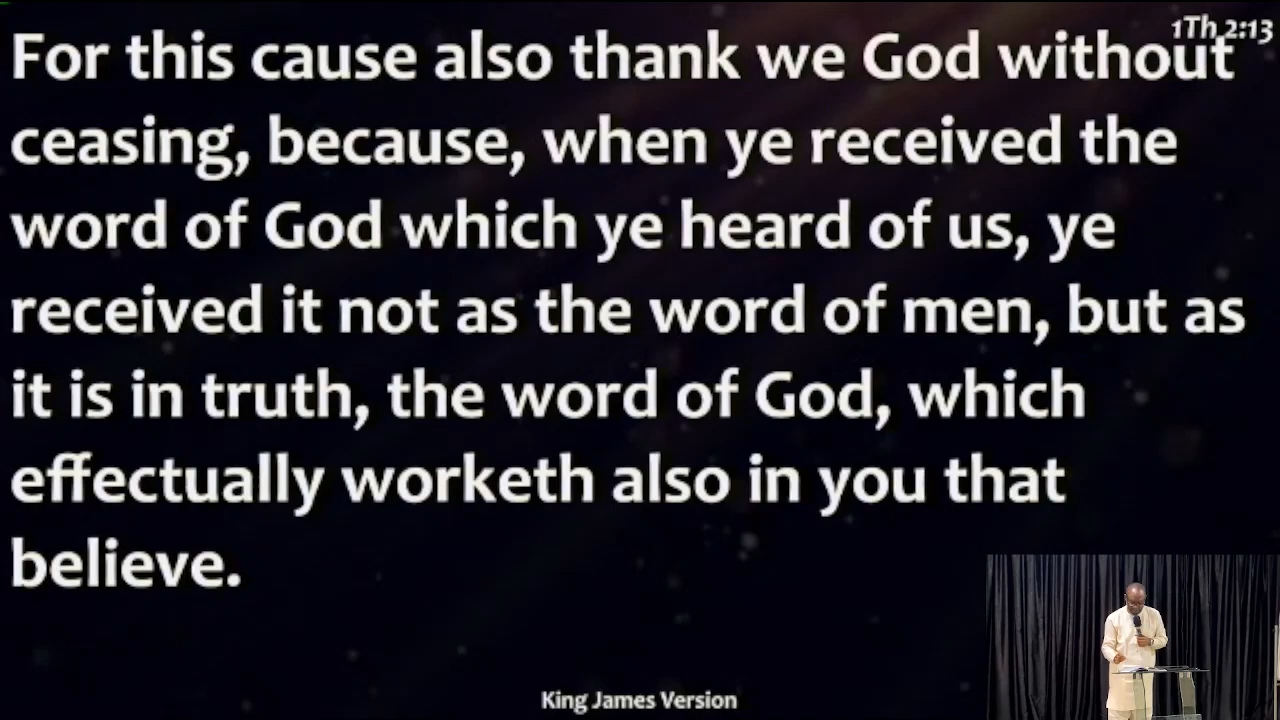 1Th 2:13
For this cause also thank we God without
ceasing, because, when ye received the
word of God which ye heard of us, ye
received it not as the word of men, but as
it is in truth, the word of God, which
effectually worketh also in you that
believe.
King James Version